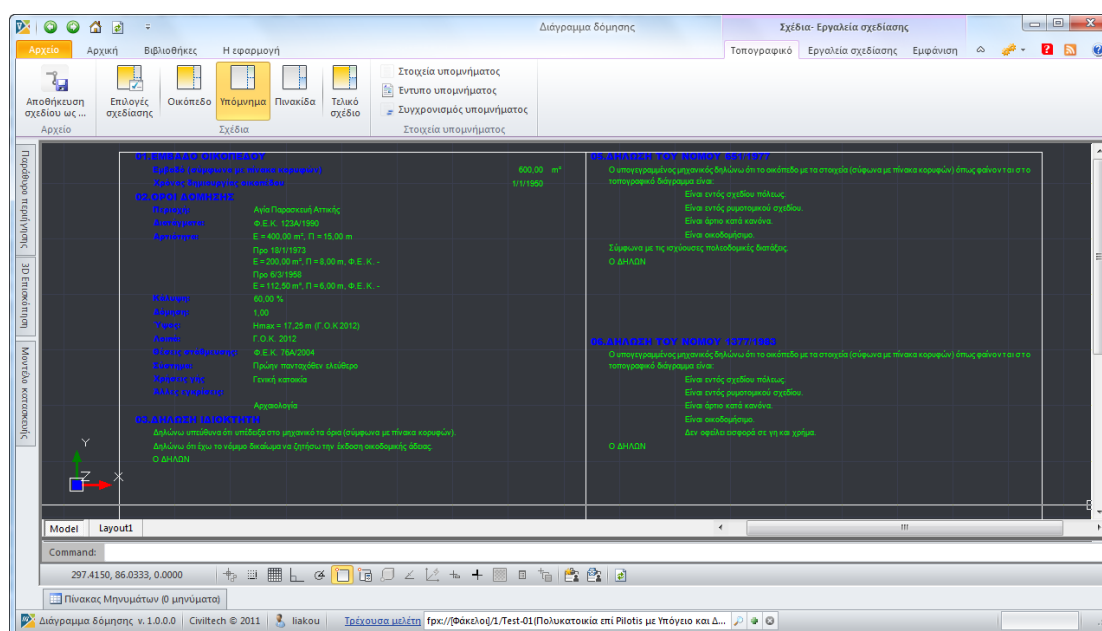 Διάγραμμα δόμησης
Σχέδια- Εργαλεία σχεδίασης
Αρχείο
Αρχική
Βιβλιοθήκες
Η εφαρμογή
Τοπογραφικό
Εργαλεία σχεδίασης
Εμφάνιση
Αποθήκευση σχεδίου ως ...
Επιλογές σχεδίασης
Οικόπεδο
Υπόμνημα
Πινακίδα
Τελικό σχέδιο
Στοιχεία υπομνήματος
Έντυπο υπομνήματος
Συγχρονισμός υπομνήματος
Αρχείο
Σχέδια
Στοιχεία υπομνήματος
Παράθυρο περιήγησης
3D Επισκόπηση
Μοντέλο κατασκευής
01.ΕΜΒΑΔΟ ΟΙΚΟΠΕΔΟΥ
Εμβαδό (σύμφωνα με πίνακα κορυφών) 600,00 m²
Χρόνος δημιουργίας οικοπέδου 1/1/1950
02.ΟΡΟΙ ΔΟΜΗΣΗΣ
Περιοχή: Αγία Παρασκευή Αττικής
Διατάγματα: Φ.Ε.Κ. 123Α/1990
Αρτιότητα: Ε = 400,00 m², Π = 15,00 m
Προ 18/1/1973
Ε = 200,00 m², Π = 8,00 m, Φ.Ε.Κ. -
Προ 6/3/1958
Ε = 112,50 m², Π = 6,00 m, Φ.Ε.Κ. -
Κάλυψη: 60,00 %
Δόμηση: 1,00
Ύψος: Hmax = 17,25 m (Γ.Ο.Κ 2012)
Λοιπά: Γ.Ο.Κ. 2012
Θέσεις στάθμευσης: Φ.Ε.Κ. 76Α/2004
Σύστημα: Πρώην πανταχόθεν ελεύθερο
Χρήσεις γης Γενική κατοικία
Άλλες εγκρίσεις:
Αρχαιολογία
03.ΔΗΛΩΣΗ ΙΔΙΟΚΤΗΤΗ
Δηλώνω υπεύθυνα ότι υπέδειξα στο μηχανικό τα όρια (σύμφωνα με πίνακα κορυφών).
Δηλώνω ότι έχω το νόμιμο δικαίωμα να ζητήσω την έκδοση οικοδομικής άδειας.
Ο ΔΗΛΩΝ
05.ΔΗΛΩΣΗ ΤΟΥ ΝΟΜΟΥ 651/1977
Ο υπογεγραμμένος μηχανικός δηλώνω ότι το οικόπεδο με τα στοιχεία (σύφωνα με πίνακα κορυφών) όπως φαίνονται στο
τοπογραφικό διάγραμμα είναι:
Είναι εντός σχεδίου πόλεως.
Είναι εντός ρυμοτομικού σχεδίου.
Είναι άρτιο κατά κανόνα.
Είναι οικοδομήσιμο.
Σύμφωνα με τις ισχύουσες πολεοδομικές διατάξεις.
Ο ΔΗΛΩΝ
06.ΔΗΛΩΣΗ ΤΟΥ ΝΟΜΟΥ 1377/1983
Ο υπογεγραμμένος μηχανικός δηλώνω ότι το οικόπεδο με τα στοιχεία (σύφωνα με πίνακα κορυφών) όπως φαίνονται στο
τοπογραφικό διάγραμμα είναι:
Είναι εντός σχεδίου πόλεως.
Είναι εντός ρυμοτομικού σχεδίου.
Είναι άρτιο κατά κανόνα.
Είναι οικοδομήσιμο.
Δεν οφείλει εισφορά σε γη και χρήμα.
Ο ΔΗΛΩΝ
Y
Z
X
Model
Layout1
Command:
297.4150, 86.0333, 0.0000
Πίνακας Μηνυμάτων (0 μηνύματα)
Διάγραμμα δόμησης v. 1.0.0.0
Civiltech © 2011
liakou
Τρέχουσα μελέτη
fpx://[Φάκελοι]/1/Test-01(Πολυκατοικία επί Pilotis με Υπόγειο και Δ...